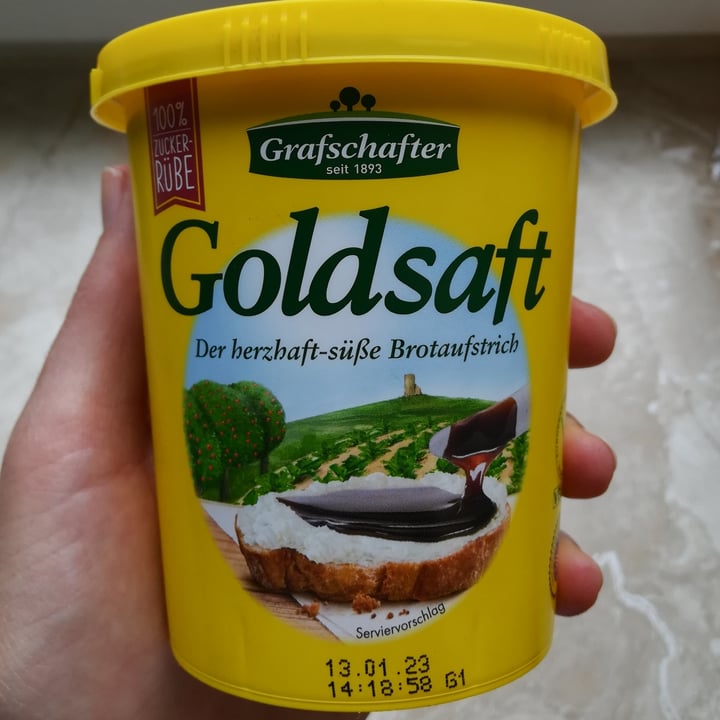 100%
ZUCKER-
RÜBE
Grafschafter
seit 1893
Goldsaft
Der herzhaft-süße Brotaufstrich
Serviervorschlag
13.01.23
14:18:58 G1